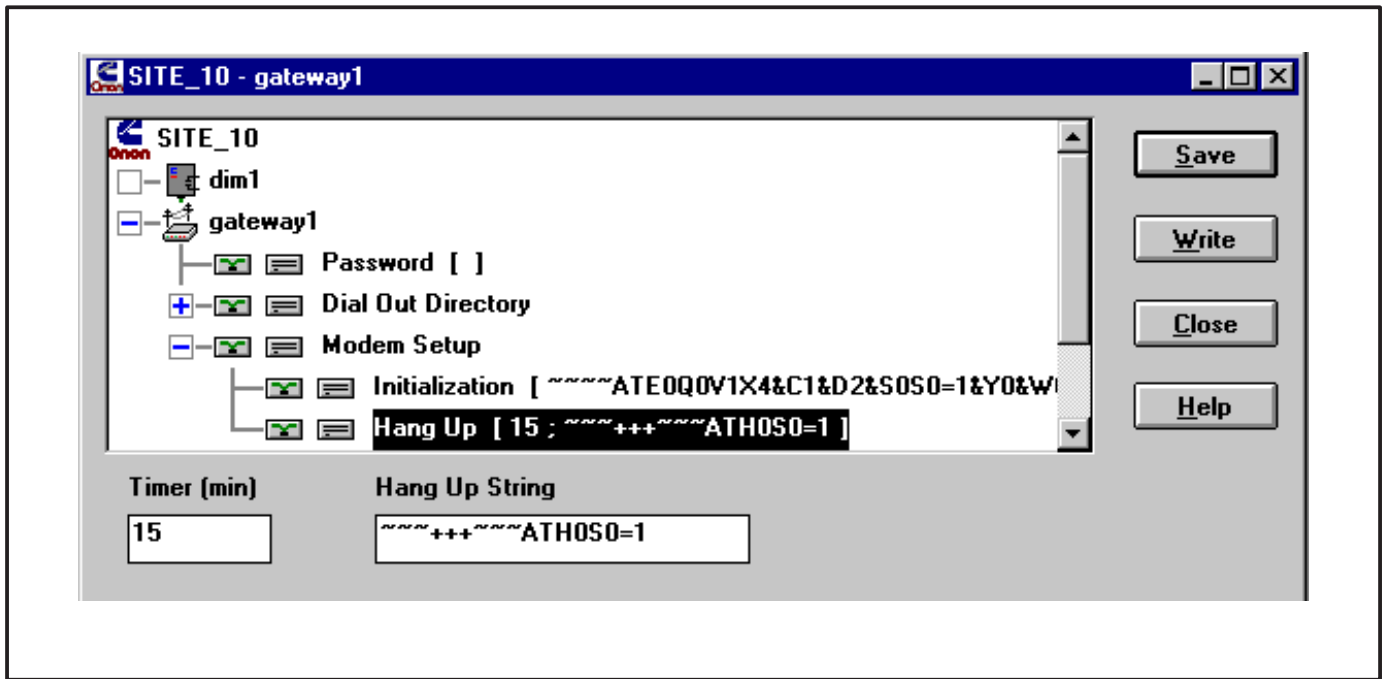 SITE_10 - gateway1
SITE_10
Onan
dim1
gateway1
Password [ ]
Dial Out Directory
Modem Setup
Initialization [ ~~~~ATE0Q0V1X4&C1&D2&S0S0=1&Y0&W
Hang Up [ 15 ; ~~~+++~~~ATH0S0=1 ]
Save
Write
Close
Help
Timer (min)
Hang Up String
15
~~~+++~~~ATH0S0=1